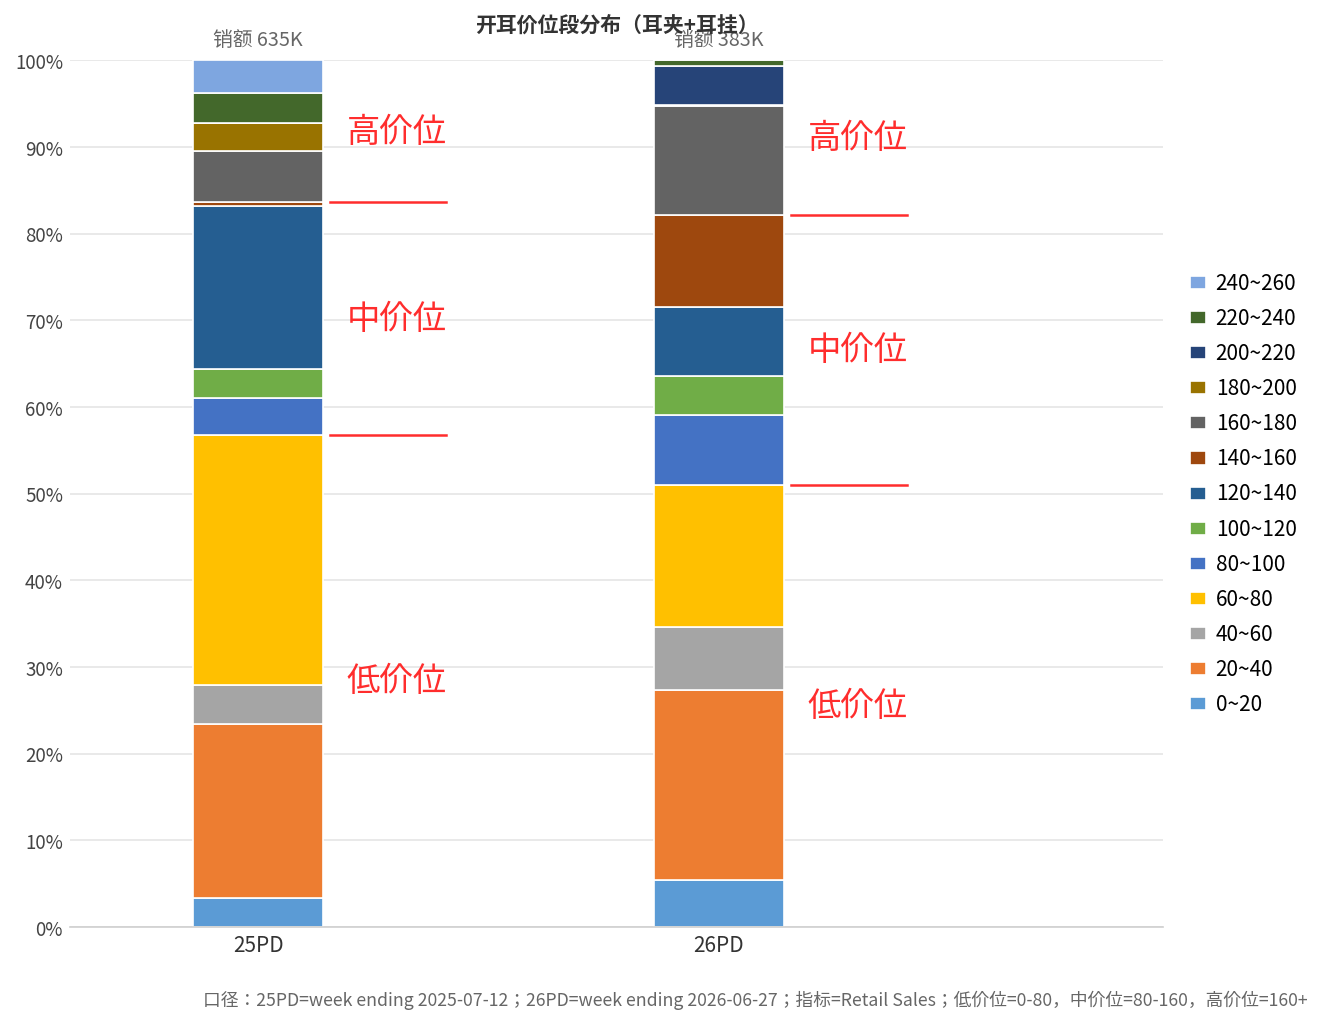 开耳价位段分布（耳夹+耳挂）
销额 635K
销额 383K
100%
90%
80%
70%
60%
50%
40%
30%
20%
10%
0%
高价位
中价位
低价位
高价位
中价位
低价位
25PD
26PD
240~260
220~240
200~220
180~200
160~180
140~160
120~140
100~120
80~100
60~80
40~60
20~40
0~20
口径：25PD=week ending 2025-07-12；26PD=week ending 2026-06-27；指标=Retail Sales；低价位=0-80，中价位=80-160，高价位=160+